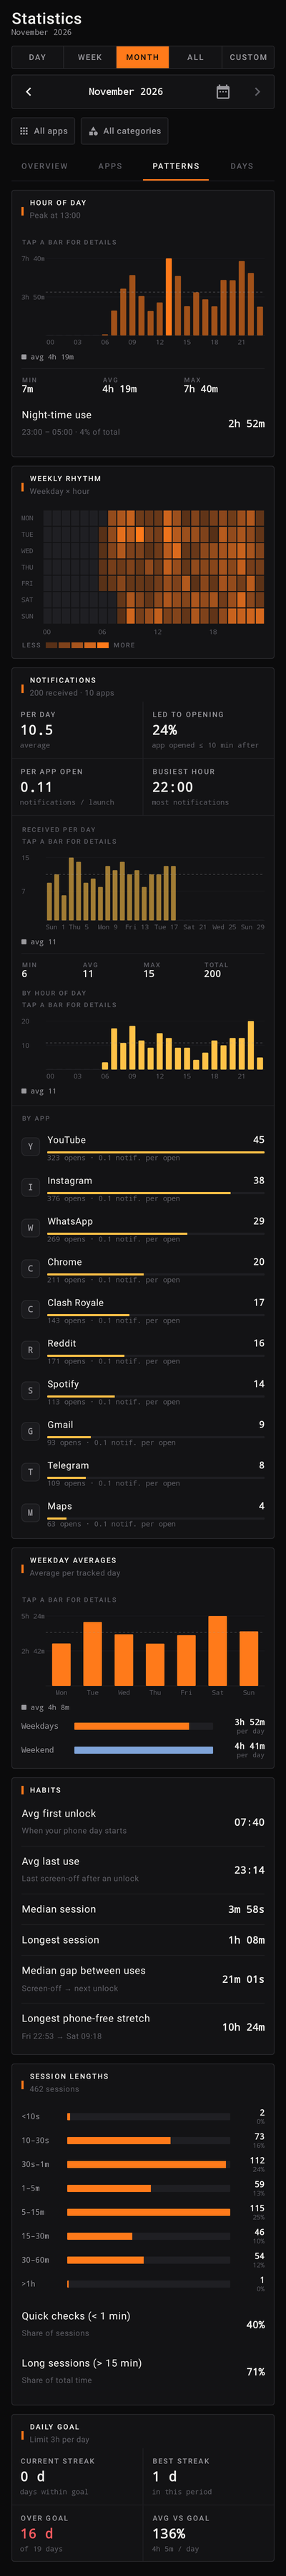 Statistics
November 2026
DAY WEEK MONTH ALL CUSTOM
November 2026
All apps All categories
OVERVIEW APPS PATTERNS DAYS
HOUR OF DAY
Peak at 13:00
TAP A BAR FOR DETAILS
7h 40m
3h 50m
00 03 06 09 12 15 18 21
avg 4h 19m
MIN AVG MAX
7m 4h 19m 7h 40m
Night-time use
23:00 – 05:00 · 4% of total
2h 52m
WEEKLY RHYTHM
Weekday × hour
MON
TUE
WED
THU
FRI
SAT
SUN
00 06 12 18
LESS MORE
NOTIFICATIONS
200 received · 10 apps
PER DAY LED TO OPENING
10.5 24%
average app opened ≤ 10 min after
PER APP OPEN BUSIEST HOUR
0.11 22:00
notifications / launch most notifications
RECEIVED PER DAY
TAP A BAR FOR DETAILS
15
7
Sun 1 Thu 5 Mon 9 Fri 13 Tue 17 Sat 21 Wed 25 Sun 29
avg 11
MIN AVG MAX TOTAL
6 11 15 200
BY HOUR OF DAY
TAP A BAR FOR DETAILS
20
10
00 03 06 09 12 15 18 21
avg 11
BY APP
Y YouTube 45
323 opens · 0.1 notif. per open
I Instagram 38
376 opens · 0.1 notif. per open
W WhatsApp 29
269 opens · 0.1 notif. per open
C Chrome 20
211 opens · 0.1 notif. per open
C Clash Royale 17
143 opens · 0.1 notif. per open
R Reddit 16
171 opens · 0.1 notif. per open
S Spotify 14
113 opens · 0.1 notif. per open
G Gmail 9
93 opens · 0.1 notif. per open
T Telegram 8
109 opens · 0.1 notif. per open
M Maps 4
63 opens · 0.1 notif. per open
WEEKDAY AVERAGES
Average per tracked day
TAP A BAR FOR DETAILS
5h 24m
2h 42m
Mon Tue Wed Thu Fri Sat Sun
avg 4h 8m
Weekdays 3h 52m
per day
Weekend 4h 41m
per day
HABITS
Avg first unlock
When your phone day starts
07:40
Avg last use
Last screen-off after an unlock
23:14
Median session 3m 58s
Longest session 1h 08m
Median gap between uses
Screen-off → next unlock
21m 01s
Longest phone-free stretch
Fri 22:53 → Sat 09:18
10h 24m
SESSION LENGTHS
462 sessions
<10s 2
0%
10–30s 73
16%
30s–1m 112
24%
1–5m 59
13%
5–15m 115
25%
15–30m 46
10%
30–60m 54
12%
>1h 1
0%
Quick checks (< 1 min)
Share of sessions
40%
Long sessions (> 15 min)
Share of total time
71%
DAILY GOAL
Limit 3h per day
CURRENT STREAK BEST STREAK
0 d 1 d
days within goal in this period
OVER GOAL AVG VS GOAL
16 d 136%
of 19 days 4h 5m / day